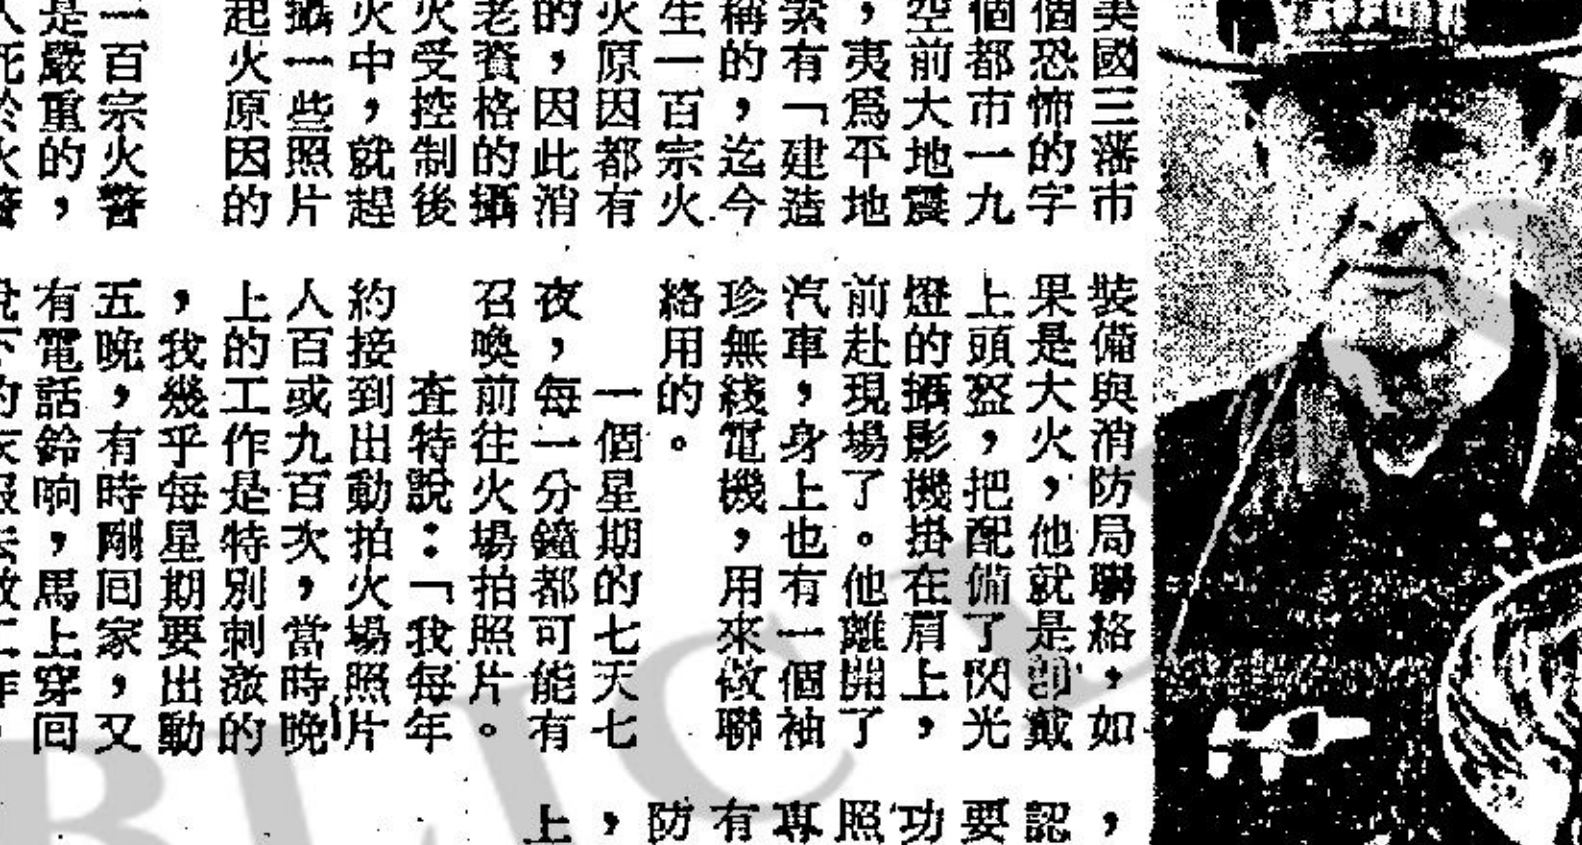 美國三藩市
個恐怖的字
個都市一九
空前大地震
，夷爲平地
素有「建造
稱的，迄今
生一百宗火
火原因都有
的，因此消
老資格的攝
火受控制後
火中，就趕
攝一些照片
起火原因的
一百宗火警
是嚴重的，
人死於火警
裝備與消防局聯絡，如
果是大火，他就是卽戴
上頭盔，把配備了閃光
燈的攝影機掛在肩上，
前赴現場了。他離開了
汽車，身上也有一個袖
珍無綫電機，用來做聯
絡用的。
一個星期的七天七
夜，每一分鐘都可能有
召喚前往火場拍照片。
查特說：「我每年
約接到出動拍火場照片
八百或九百次，當時晚
上的工作是特別刺激的
，我幾乎每星期要出動
五晚，有時剛回家，又
有電話鈴响，馬上穿回
，
認
要
功
照
專
有
防
，
上
BLIC L